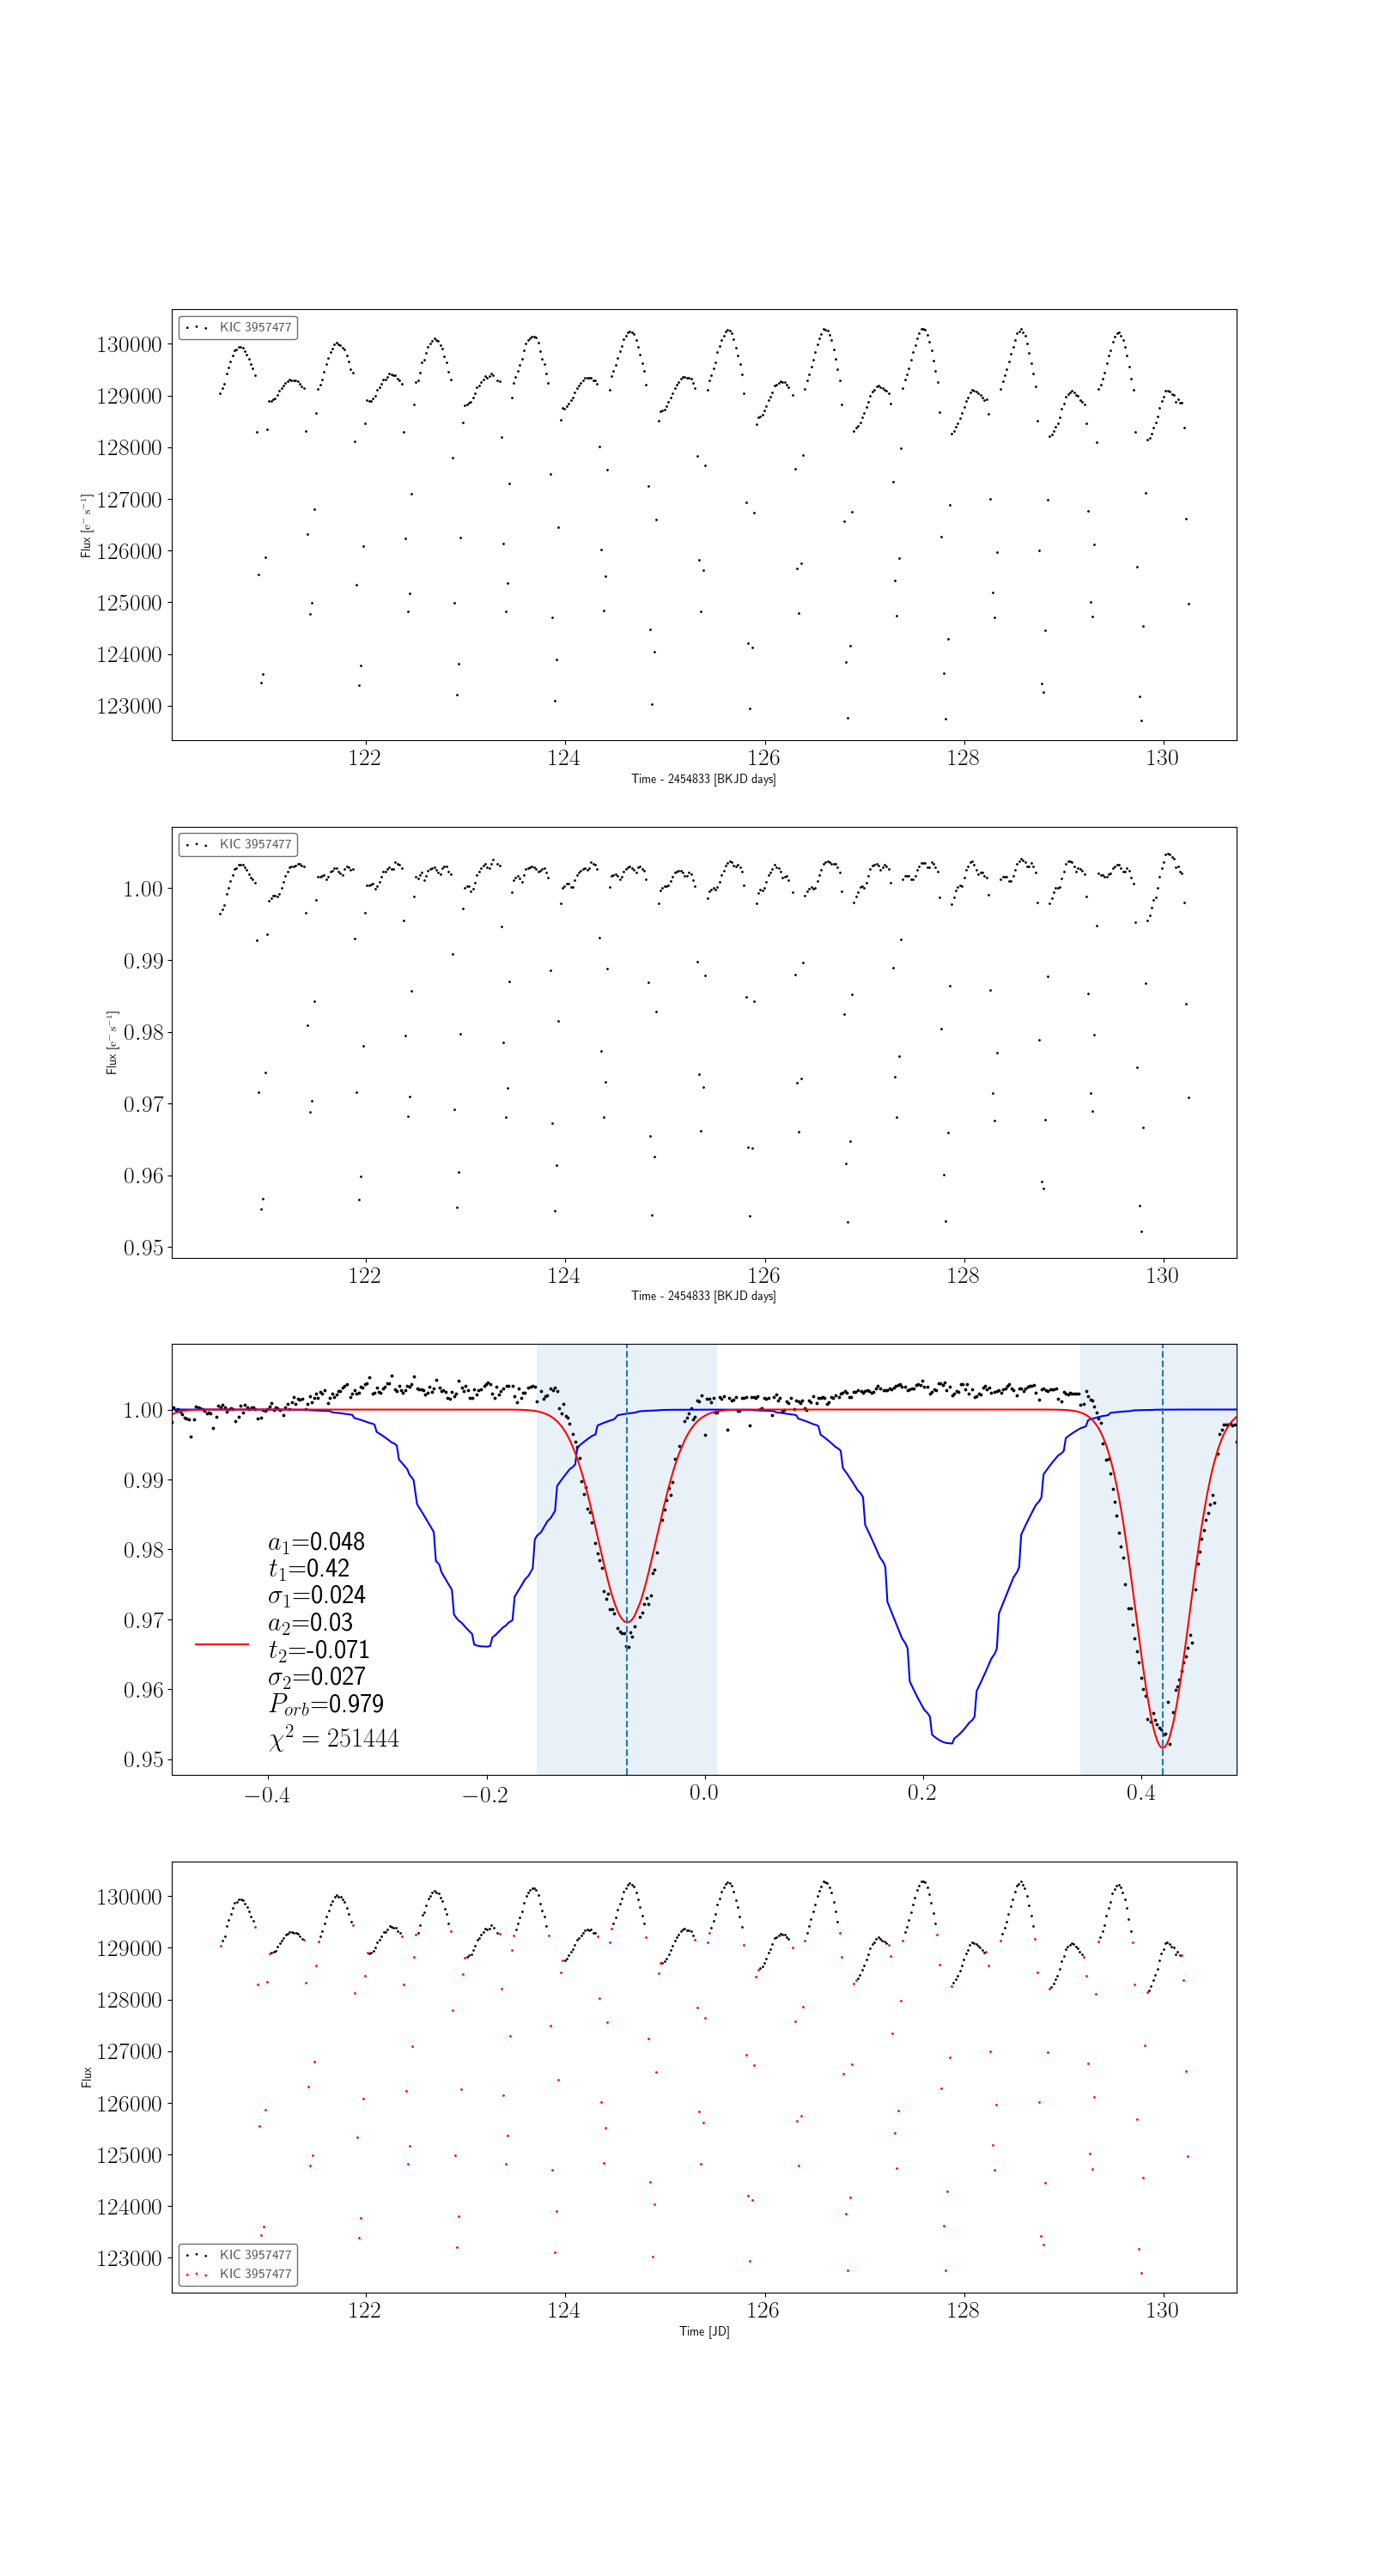 KIC 3957477
130000
129000
128000
127000
126000
125000
124000
123000
Flux [e⁻ s⁻¹]
122 124 126 128 130
Time - 2454833 [BKJD days]
KIC 3957477
1.00
0.99
0.98
0.97
0.96
0.95
Flux [e⁻ s⁻¹]
122 124 126 128 130
Time - 2454833 [BKJD days]
1.00
0.99
0.98
0.97
0.96
0.95
a₁=0.048
t₁=0.42
σ₁=0.024
a₂=0.03
t₂=-0.071
σ₂=0.027
P_orb=0.979
χ² = 251444
−0.4 −0.2 0.0 0.2 0.4
130000
129000
128000
127000
126000
125000
124000
123000
Flux
KIC 3957477
KIC 3957477
122 124 126 128 130
Time [JD]